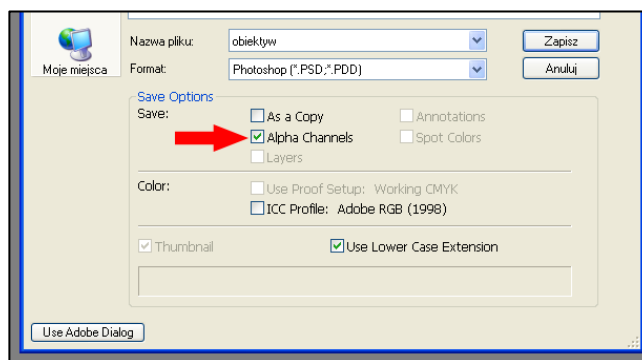 Nazwa pliku: obiektyw Zapisz
Moje miejsca Format: Photoshop (*.PSD;*.PDD) Anuluj
Save Options
Save: As a Copy Annotations
Alpha Channels Spot Colors
Layers
Color: Use Proof Setup: Working CMYK
ICC Profile: Adobe RGB (1998)
Thumbnail Use Lower Case Extension
Use Adobe Dialog